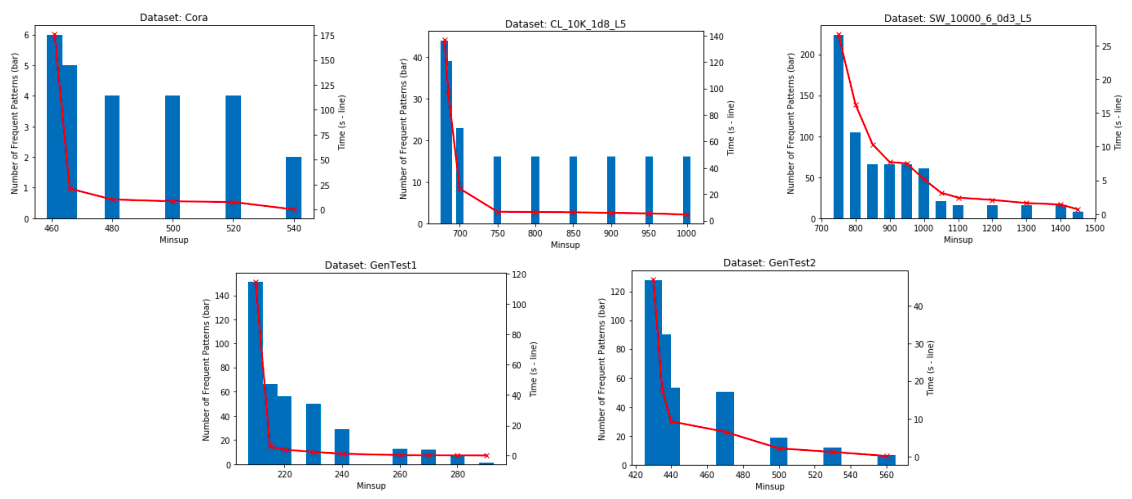 Dataset: Cora
6
5
4
3
2
1
0
Number of Frequent Patterns (bar)
175
150
125
100
75
50
25
0
Time (s - line)
460 480 500 520 540
Minsup
Dataset: CL_10K_1d8_L5
40
30
20
10
0
Number of Frequent Patterns (bar)
140
120
100
80
60
40
20
0
Time (s - line)
700 750 800 850 900 950 1000
Minsup
Dataset: SW_10000_6_0d3_L5
200
150
100
50
0
Number of Frequent Patterns (bar)
25
20
15
10
5
0
Time (s - line)
700 800 900 1000 1100 1200 1300 1400 1500
Minsup
Dataset: GenTest1
140
120
100
80
60
40
20
0
Number of Frequent Patterns (bar)
120
100
80
60
40
20
0
Time (s - line)
220 240 260 280
Minsup
Dataset: GenTest2
120
100
80
60
40
20
0
Number of Frequent Patterns (bar)
40
30
20
10
0
Time (s - line)
420 440 460 480 500 520 540 560
Minsup